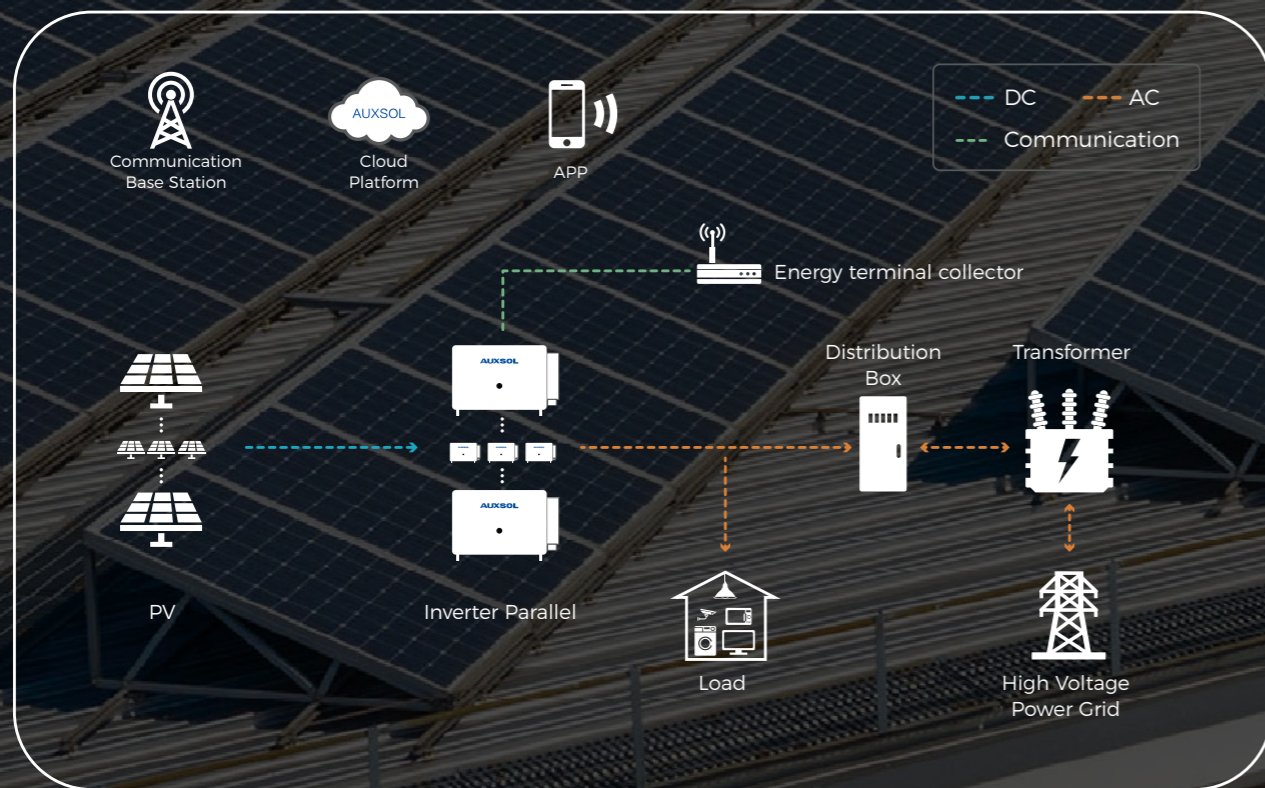 AUXSOL
Communication
Base Station
Cloud
Platform
APP
DC
AC
Communication
Energy terminal collector
AUXSOL
Distribution
Box
Transformer
AUXSOL
PV
Inverter Parallel
Load
High Voltage
Power Grid